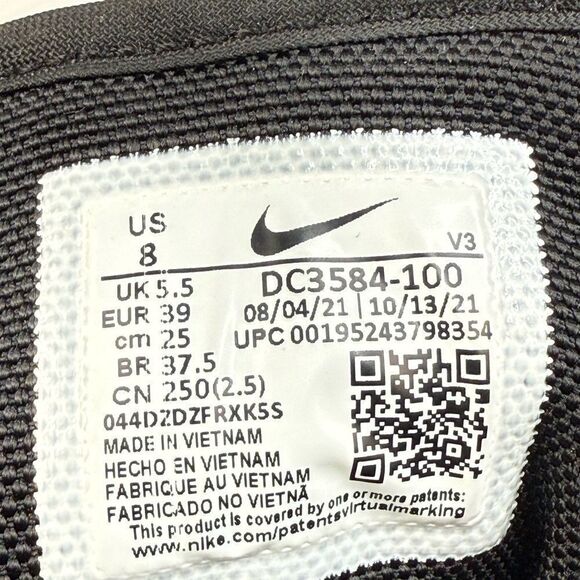 US
8
V3
UK 5.5
DC3584-100
EUR 39
08/04/21 | 10/13/21
cm 25
UPC 00195243798354
BR 37.5
CN 250(2.5)
044DZDZFRXK5S
MADE IN VIETNAM
HECHO EN VIETNAM
FABRIQUE AU VIETNAM
FABRICADO NO VIETNÃ
This product is covered by one or more patents:
www.nike.com/patentsvirtualmarking